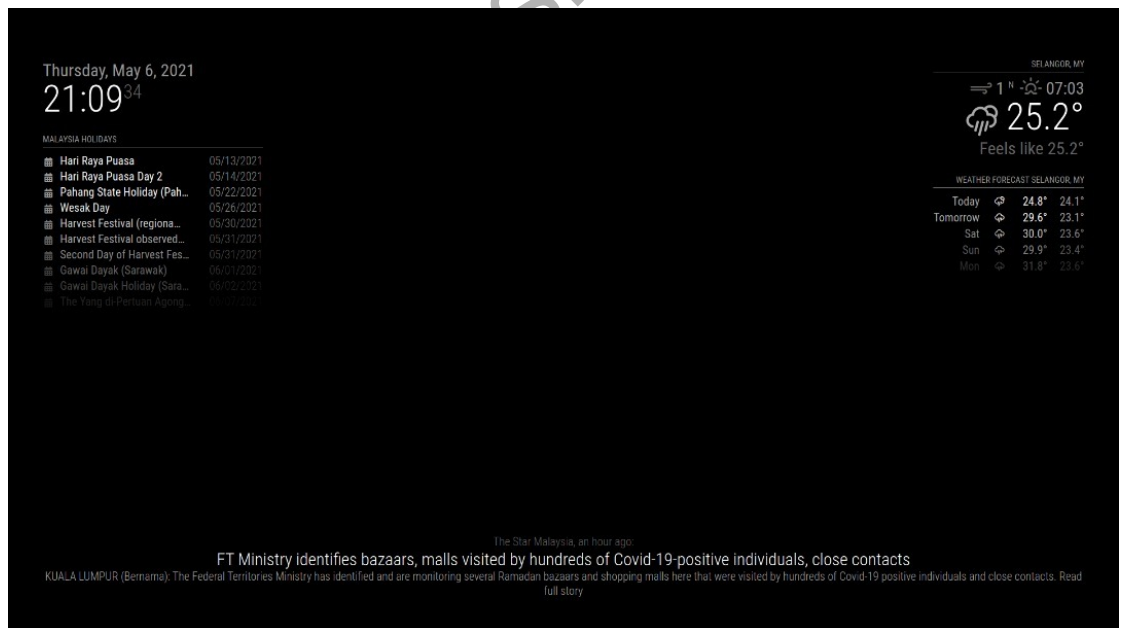 Thursday, May 6, 2021
21:09 34
MALAYSIA HOLIDAYS
Hari Raya Puasa 05/13/2021
Hari Raya Puasa Day 2 05/14/2021
Pahang State Holiday (Pah... 05/22/2021
Wesak Day 05/26/2021
Harvest Festival (regiona... 05/30/2021
Harvest Festival observed... 05/31/2021
Second Day of Harvest Fes... 05/31/2021
Gawai Dayak (Sarawak) 06/01/2021
Gawai Dayak Holiday (Sara... 06/02/2021
The Yang di-Pertuan Agong... 06/07/2021
SELANGOR, MY
1 N 07:03
25.2°
Feels like 25.2°
WEATHER FORECAST SELANGOR, MY
Today 24.8° 24.1°
Tomorrow 29.6° 23.1°
Sat 30.0° 23.6°
Sun 29.9° 23.4°
Mon 31.8° 23.6°
The Star Malaysia, an hour ago:
FT Ministry identifies bazaars, malls visited by hundreds of Covid-19-positive individuals, close contacts
KUALA LUMPUR (Bernama): The Federal Territories Ministry has identified and are monitoring several Ramadan bazaars and shopping malls here that were visited by hundreds of Covid-19 positive individuals and close contacts. Read
full story